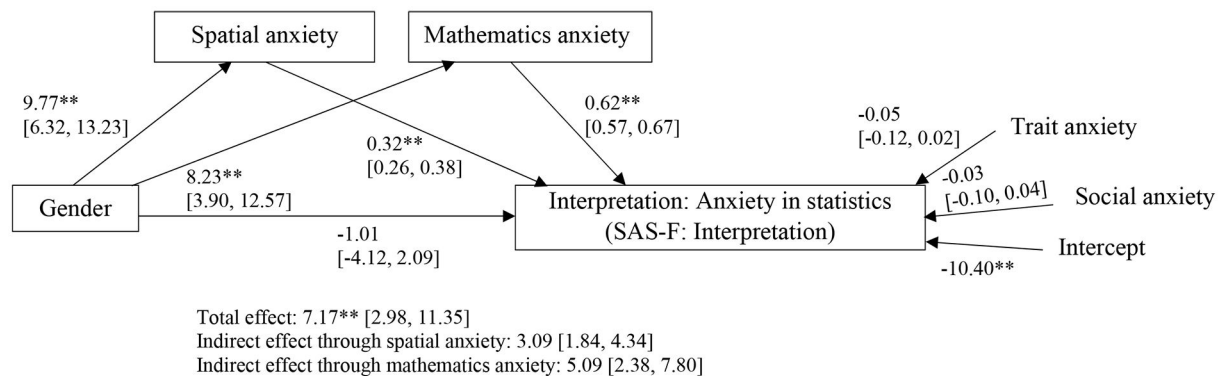 Spatial anxiety
Mathematics anxiety
9.77**
[6.32, 13.23]
0.62**
[0.57, 0.67]
0.32**
[0.26, 0.38]
8.23**
[3.90, 12.57]
-0.05
[-0.12, 0.02]
Trait anxiety
-0.03
[-0.10, 0.04]
Social anxiety
Gender
Interpretation: Anxiety in statistics
(SAS-F: Interpretation)
-1.01
[-4.12, 2.09]
Intercept
-10.40**
Total effect: 7.17** [2.98, 11.35]
Indirect effect through spatial anxiety: 3.09 [1.84, 4.34]
Indirect effect through mathematics anxiety: 5.09 [2.38, 7.80]